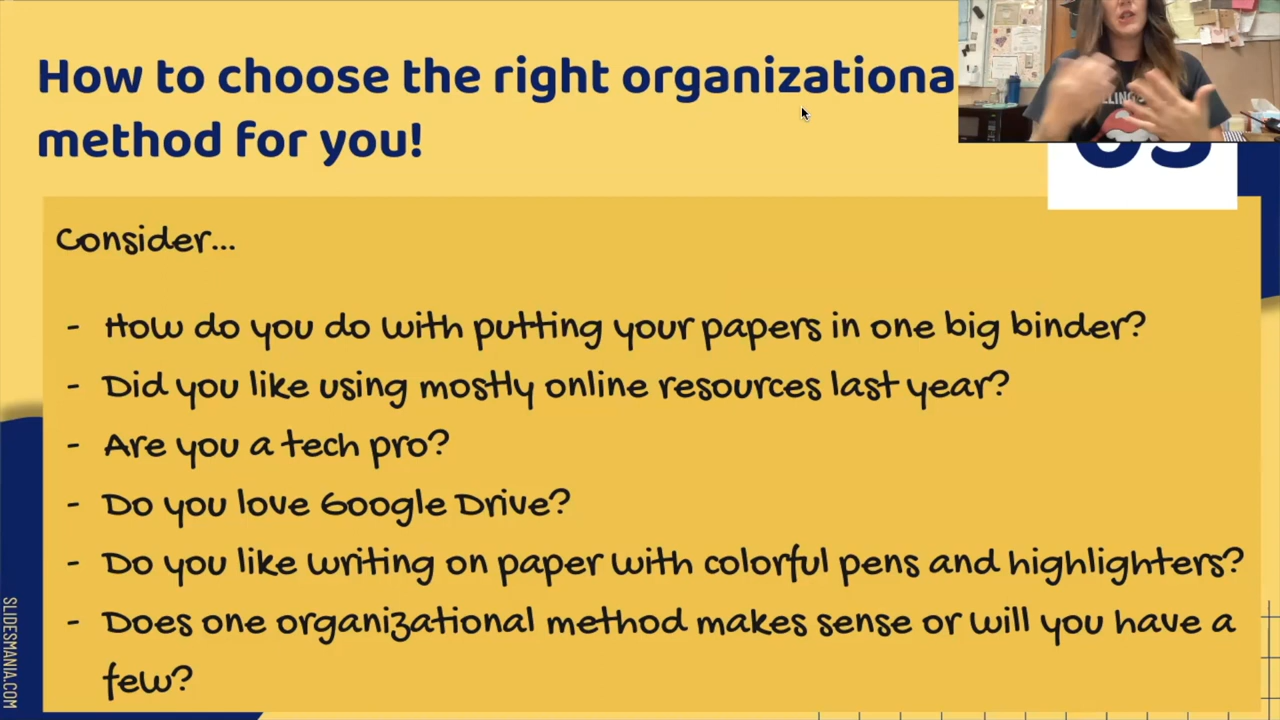 How to choose the right organizationa
method for you!
03
Consider...
- How do you do with putting your papers in one big binder?
- Did you like using mostly online resources last year?
- Are you a tech pro?
- Do you love Google Drive?
- Do you like writing on paper with colorful pens and highlighters?
- Does one organizational method makes sense or will you have a
few?
SLIDESMANIA.COM